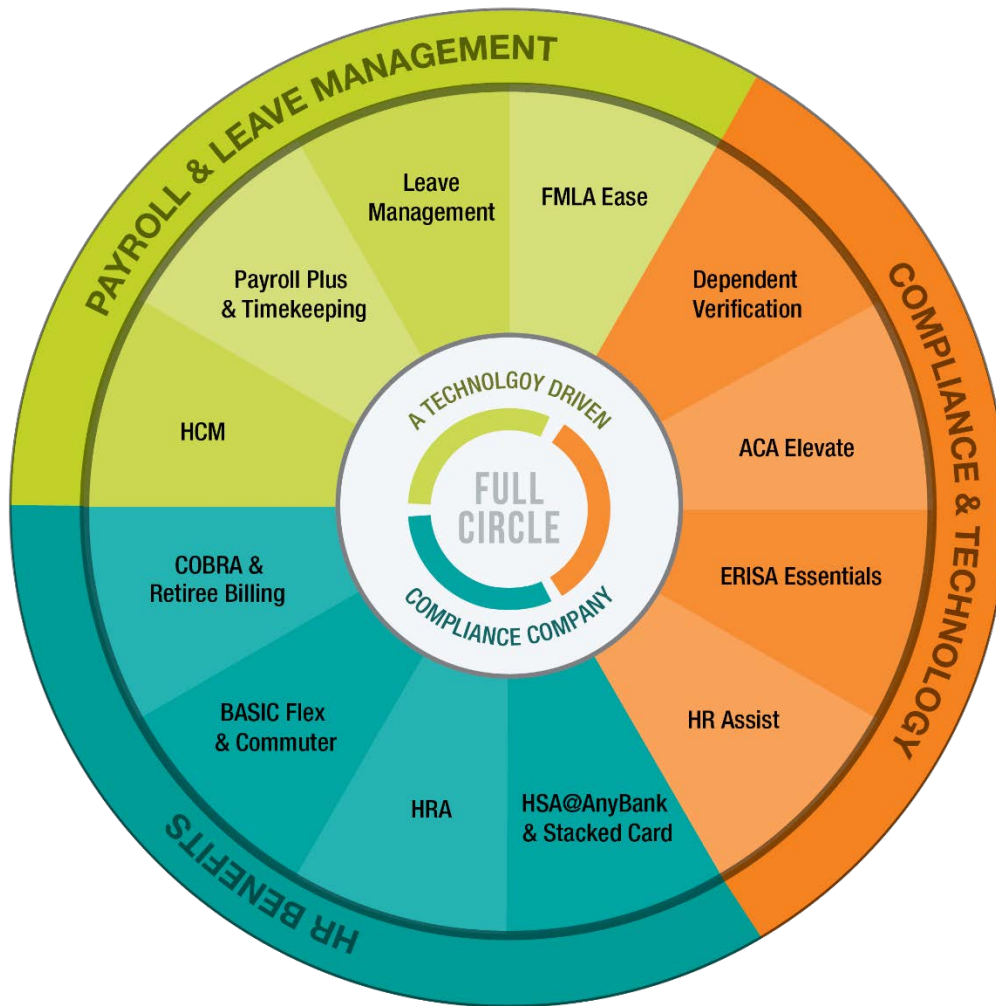 PAYROLL & LEAVE MANAGEMENT
Leave
Management
FMLA Ease
Payroll Plus
& Timekeeping
HCM
COMPLIANCE & TECHNOLOGY
Dependent
Verification
ACA Elevate
ERISA Essentials
HR Assist
HR BENEFITS
COBRA &
Retiree Billing
BASIC Flex
& Commuter
HRA
HSA@AnyBank
& Stacked Card
A TECHNOLGOY DRIVEN
FULL
CIRCLE
COMPLIANCE COMPANY